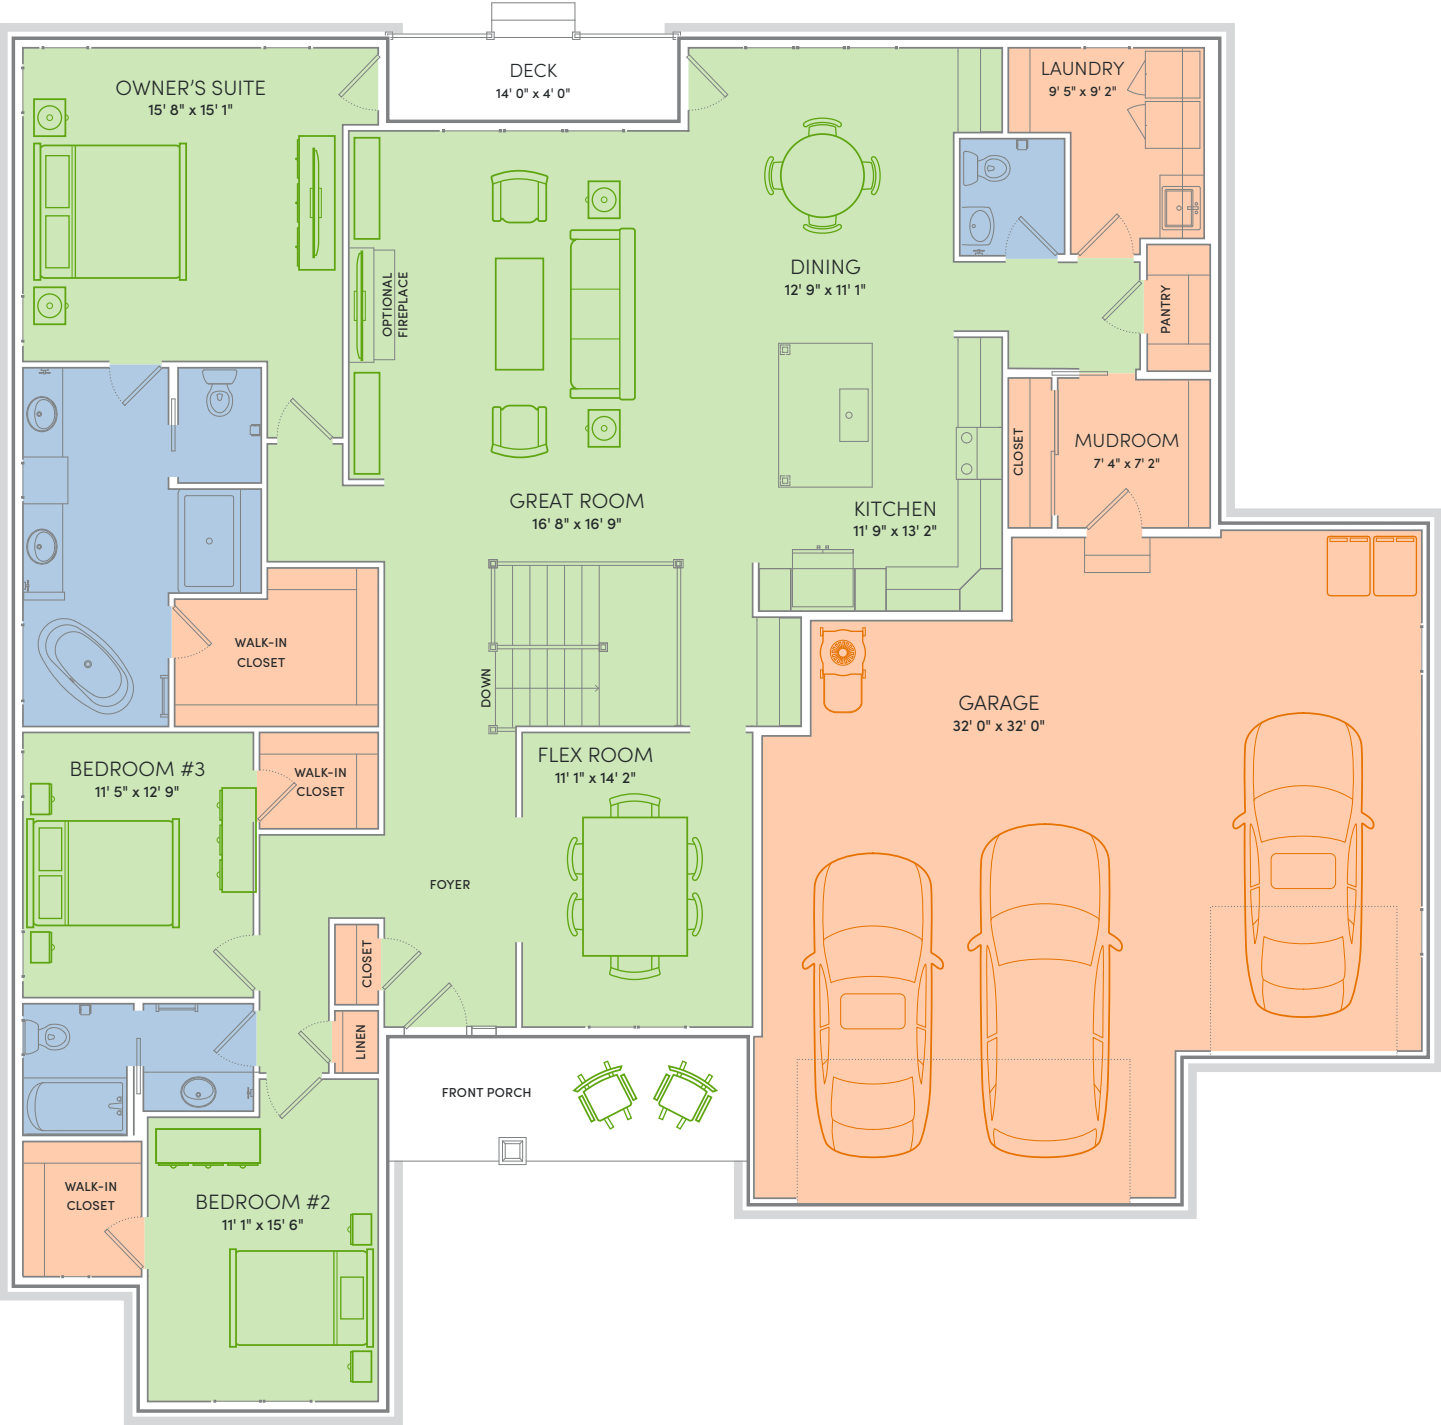 DECK
14' 0" x 4' 0"
LAUNDRY
9' 5" x 9' 2"
OWNER'S SUITE
15' 8" x 15' 1"
OPTIONAL
FIREPLACE
DINING
12' 9" x 11' 1"
PANTRY
CLOSET
MUDROOM
7' 4" x 7' 2"
GREAT ROOM
16' 8" x 16' 9"
KITCHEN
11' 9" x 13' 2"
WALK-IN
CLOSET
DOWN
GARAGE
32' 0" x 32' 0"
FLEX ROOM
11' 1" x 14' 2"
BEDROOM #3
11' 5" x 12' 9"
WALK-IN
CLOSET
FOYER
CLOSET
LINEN
FRONT PORCH
WALK-IN
CLOSET
BEDROOM #2
11' 1" x 15' 6"